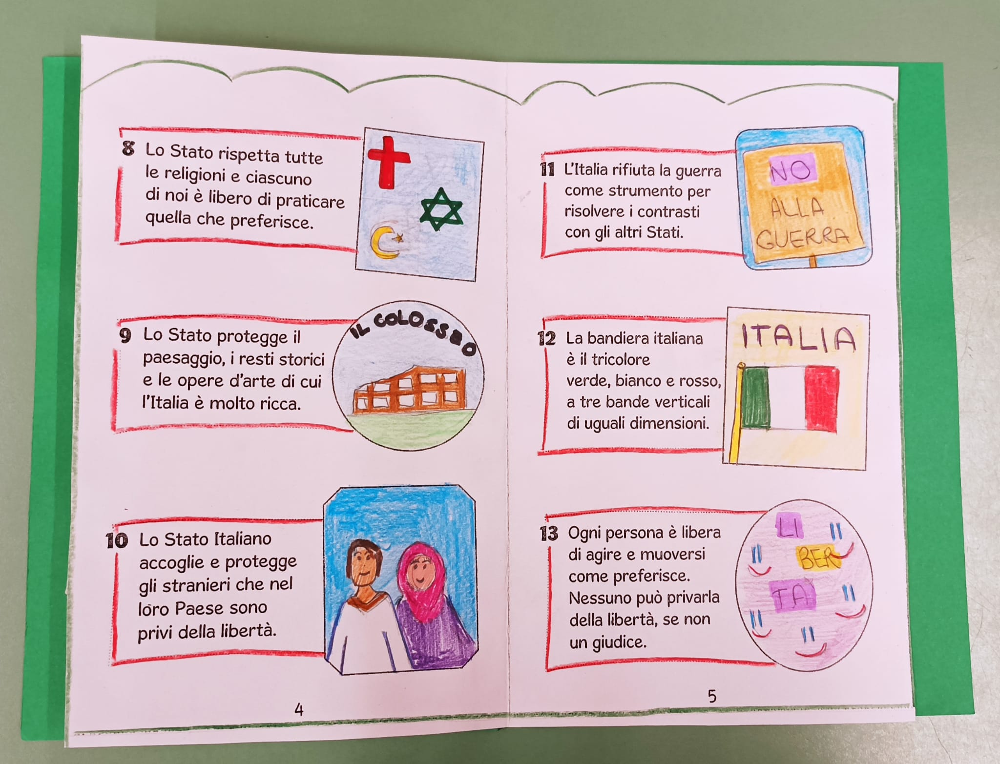 8 Lo Stato rispetta tutte
le religioni e ciascuno
di noi è libero di praticare
quella che preferisce.
9 Lo Stato protegge il
paesaggio, i resti storici
e le opere d'arte di cui
l'Italia è molto ricca.
IL COLOSSEO
10 Lo Stato Italiano
accoglie e protegge
gli stranieri che nel
loro Paese sono
privi della libertà.
4
11 L'Italia rifiuta la guerra
come strumento per
risolvere i contrasti
con gli altri Stati.
NO
ALLA
GUERRA
12 La bandiera italiana
è il tricolore
verde, bianco e rosso,
a tre bande verticali
di uguali dimensioni.
ITALIA
13 Ogni persona è libera
di agire e muoversi
come preferisce.
Nessuno può privarla
della libertà, se non
un giudice.
LI
BER
TÀ
5